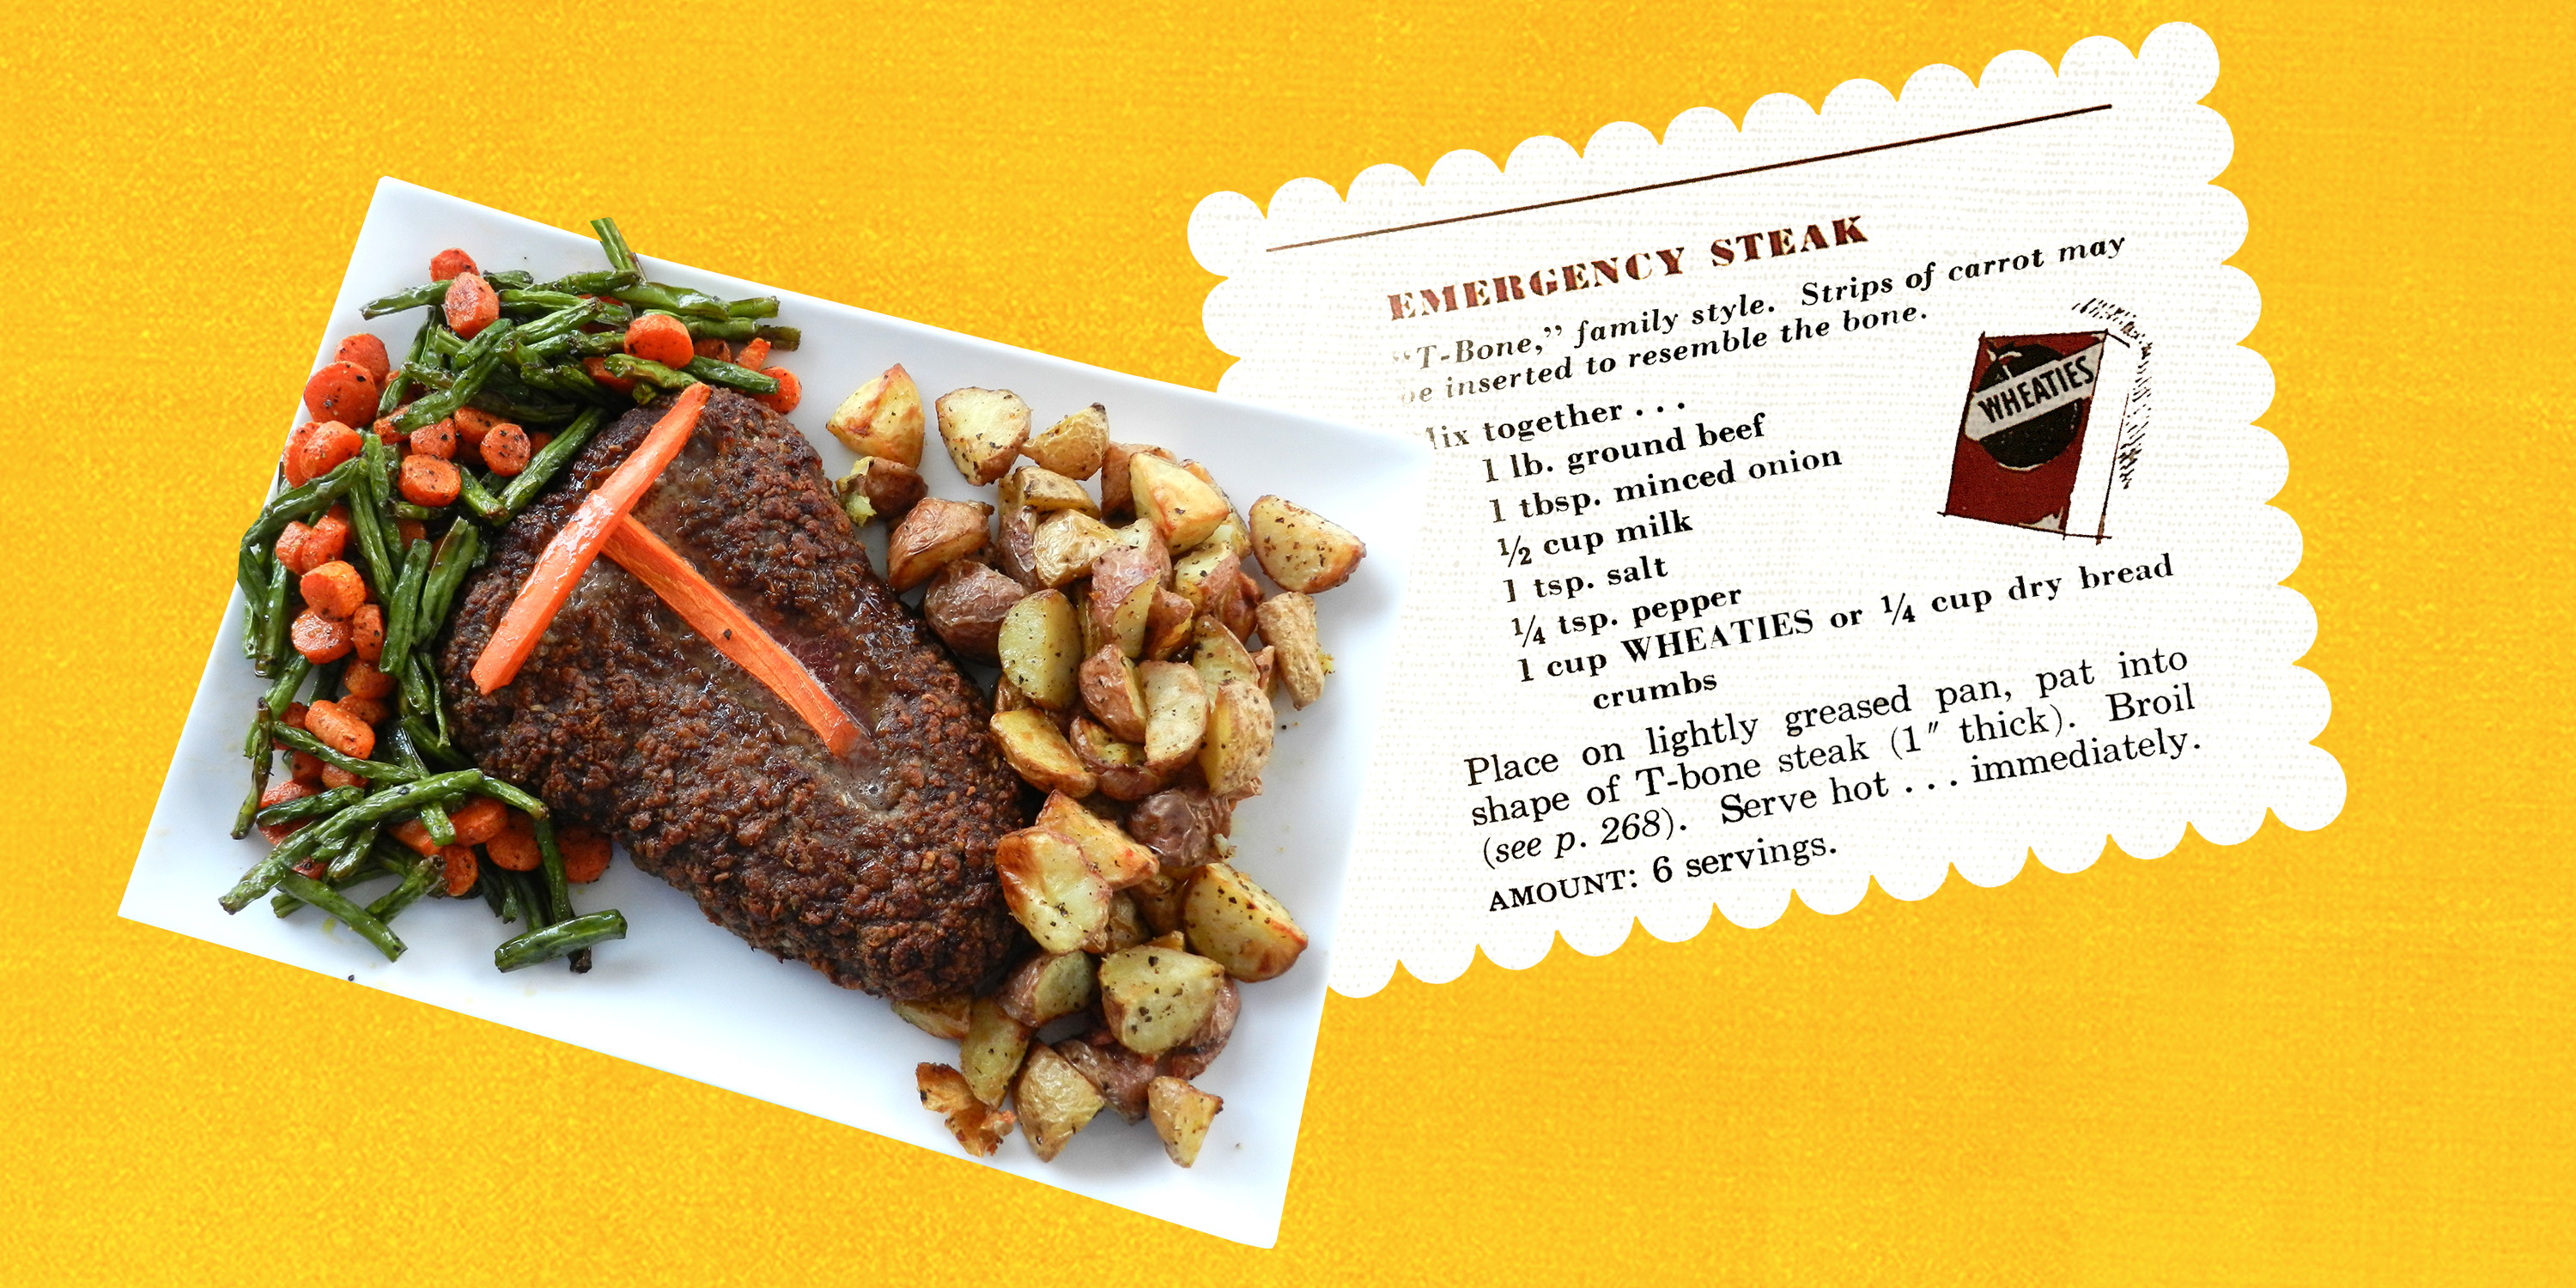 EMERGENCY STEAK
"T-Bone," family style. Strips of carrot may
be inserted to resemble the bone.
Mix together . . .
1 lb. ground beef
1 tbsp. minced onion
½ cup milk
1 tsp. salt
¼ tsp. pepper
1 cup WHEATIES or ¼ cup dry bread
crumbs
WHEATIES
Place on lightly greased pan, pat into
shape of T-bone steak (1″ thick). Broil
(see p. 268). Serve hot . . . immediately.
AMOUNT: 6 servings.